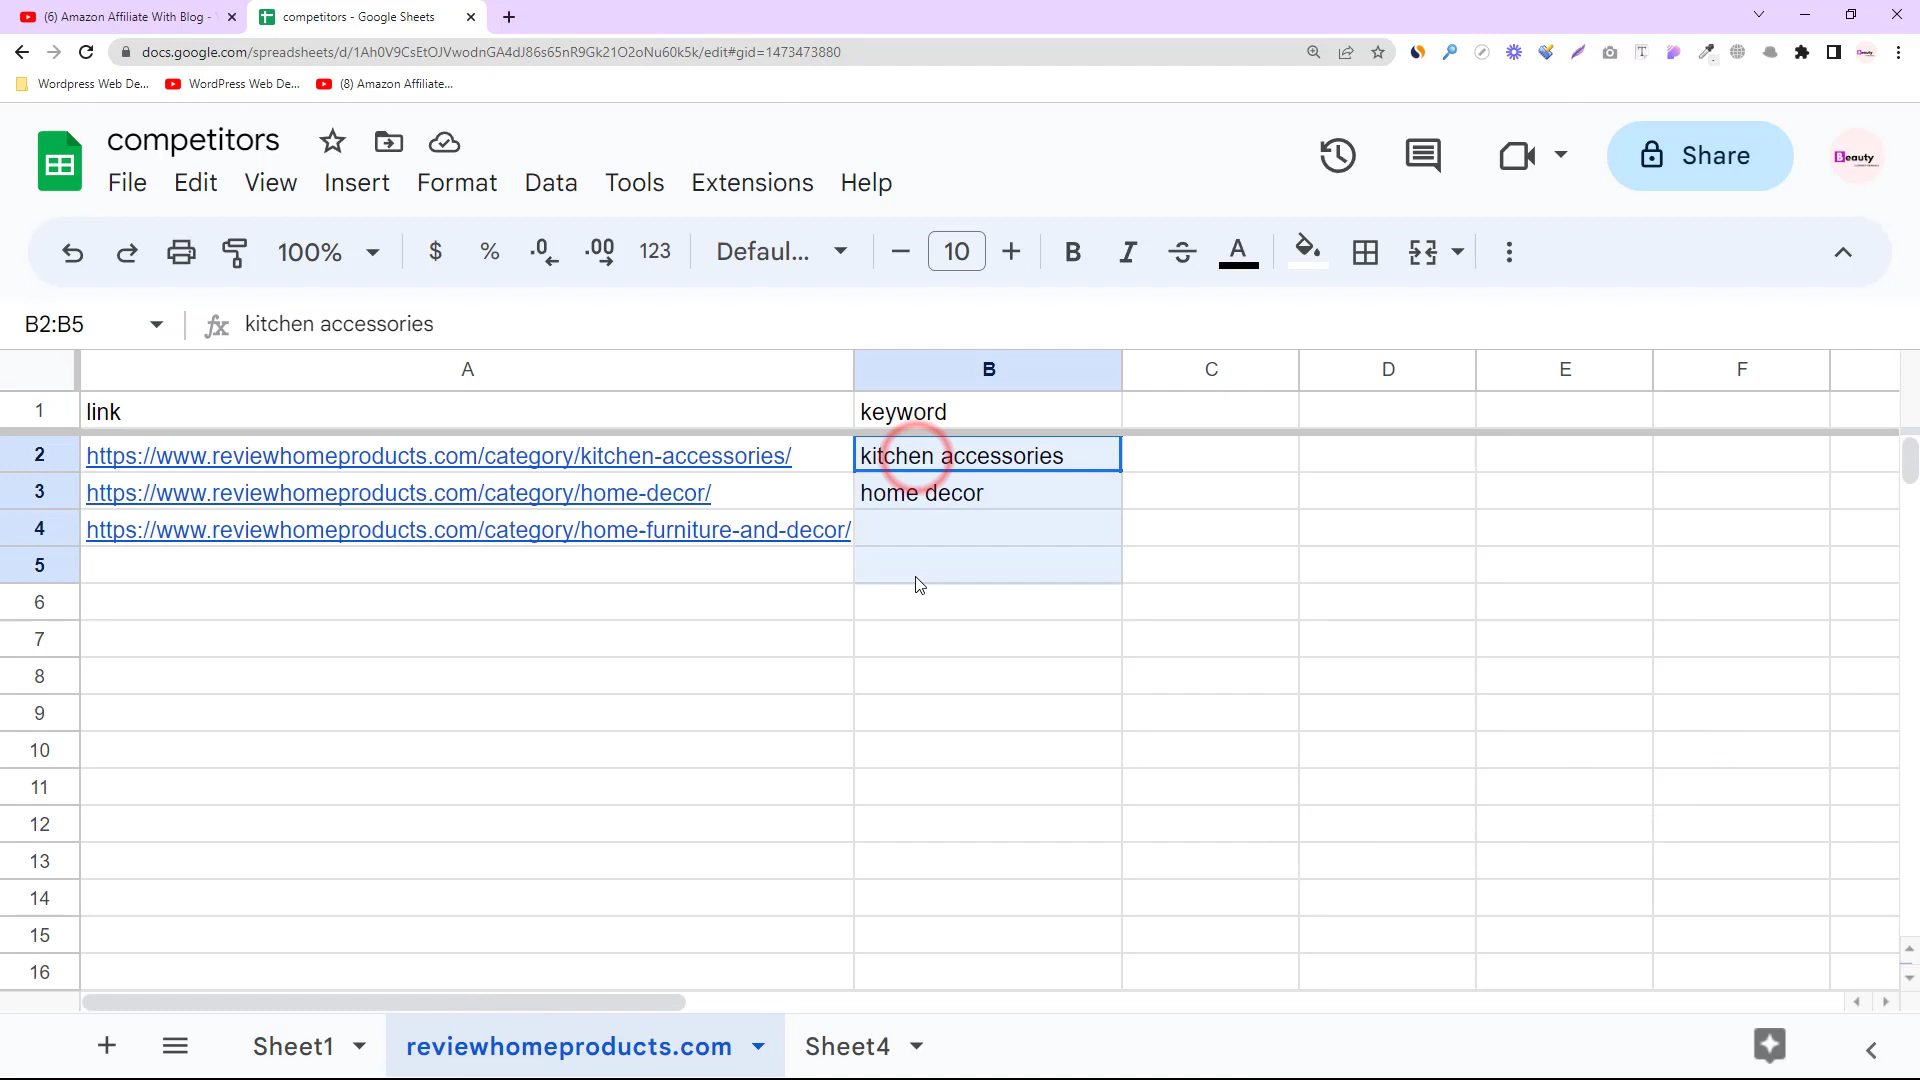 (6) Amazon Affiliate With Blog -
competitors - Google Sheets
docs.google.com/spreadsheets/d/1Ah0V9CsEtOJVwodnGA4dJ86s65nR9Gk21O2oNu60k5k/edit#gid=1473473880
Wordpress Web De...
WordPress Web De...
(8) Amazon Affiliate...
competitors
File Edit View Insert Format Data Tools Extensions Help
Share
Beauty
100% $ % .0 .00 123 Defaul... 10 B I S A
B2:B5 fx kitchen accessories
A B C D E F
1 link keyword
2 https://www.reviewhomeproducts.com/category/kitchen-accessories/ kitchen accessories
3 https://www.reviewhomeproducts.com/category/home-decor/ home decor
4 https://www.reviewhomeproducts.com/category/home-furniture-and-decor/
5
6
7
8
9
10
11
12
13
14
15
16
Sheet1 reviewhomeproducts.com Sheet4